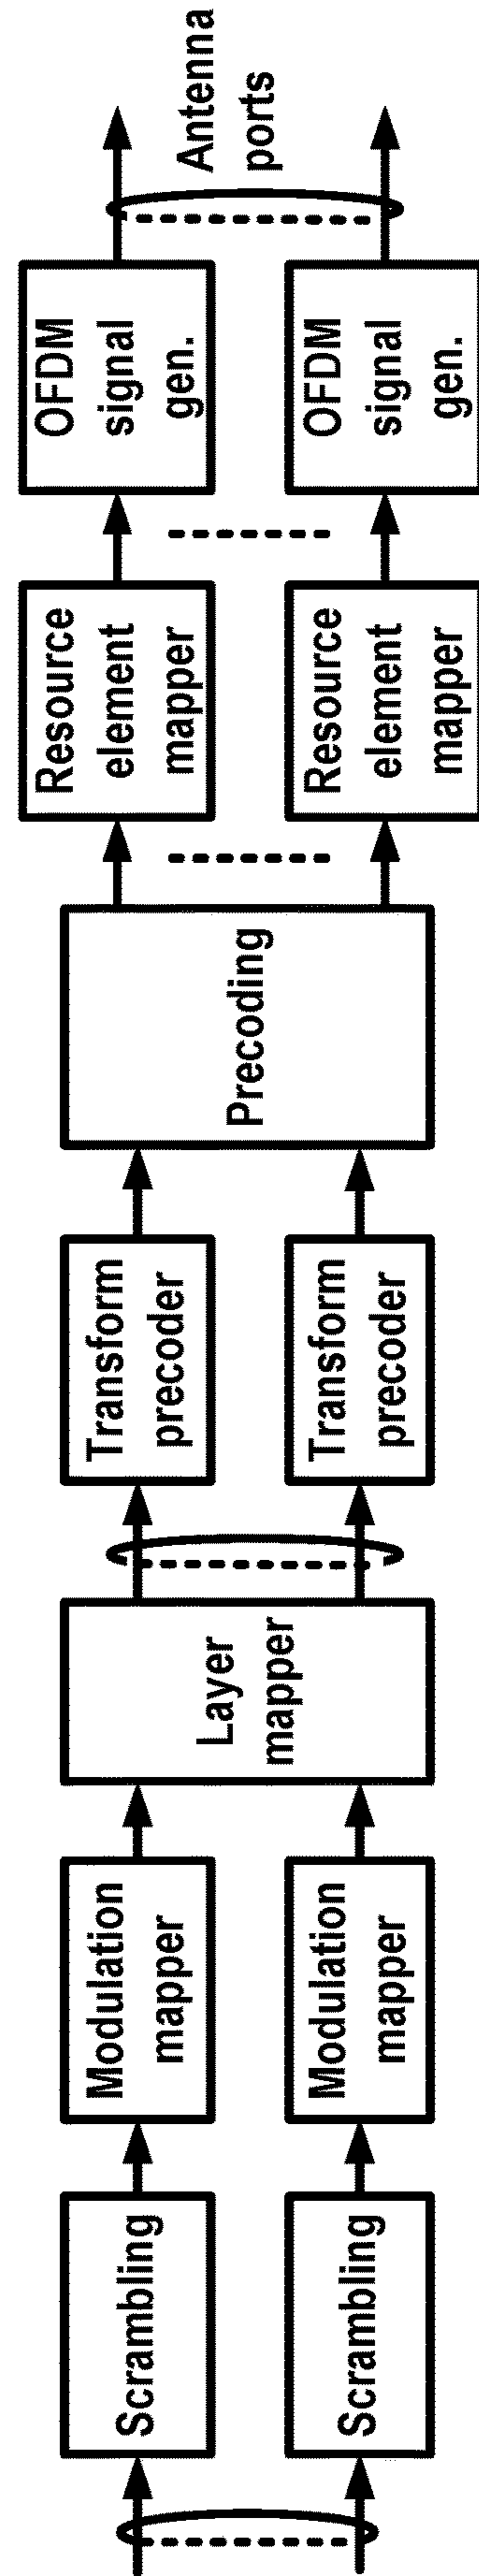 Scrambling
Scrambling
Modulation
mapper
Modulation
mapper
Layer
mapper
Transform
precoder
Transform
precoder
Precoding
Resource
element
mapper
Resource
element
mapper
OFDM
signal
gen.
OFDM
signal
gen.
Antenna
ports